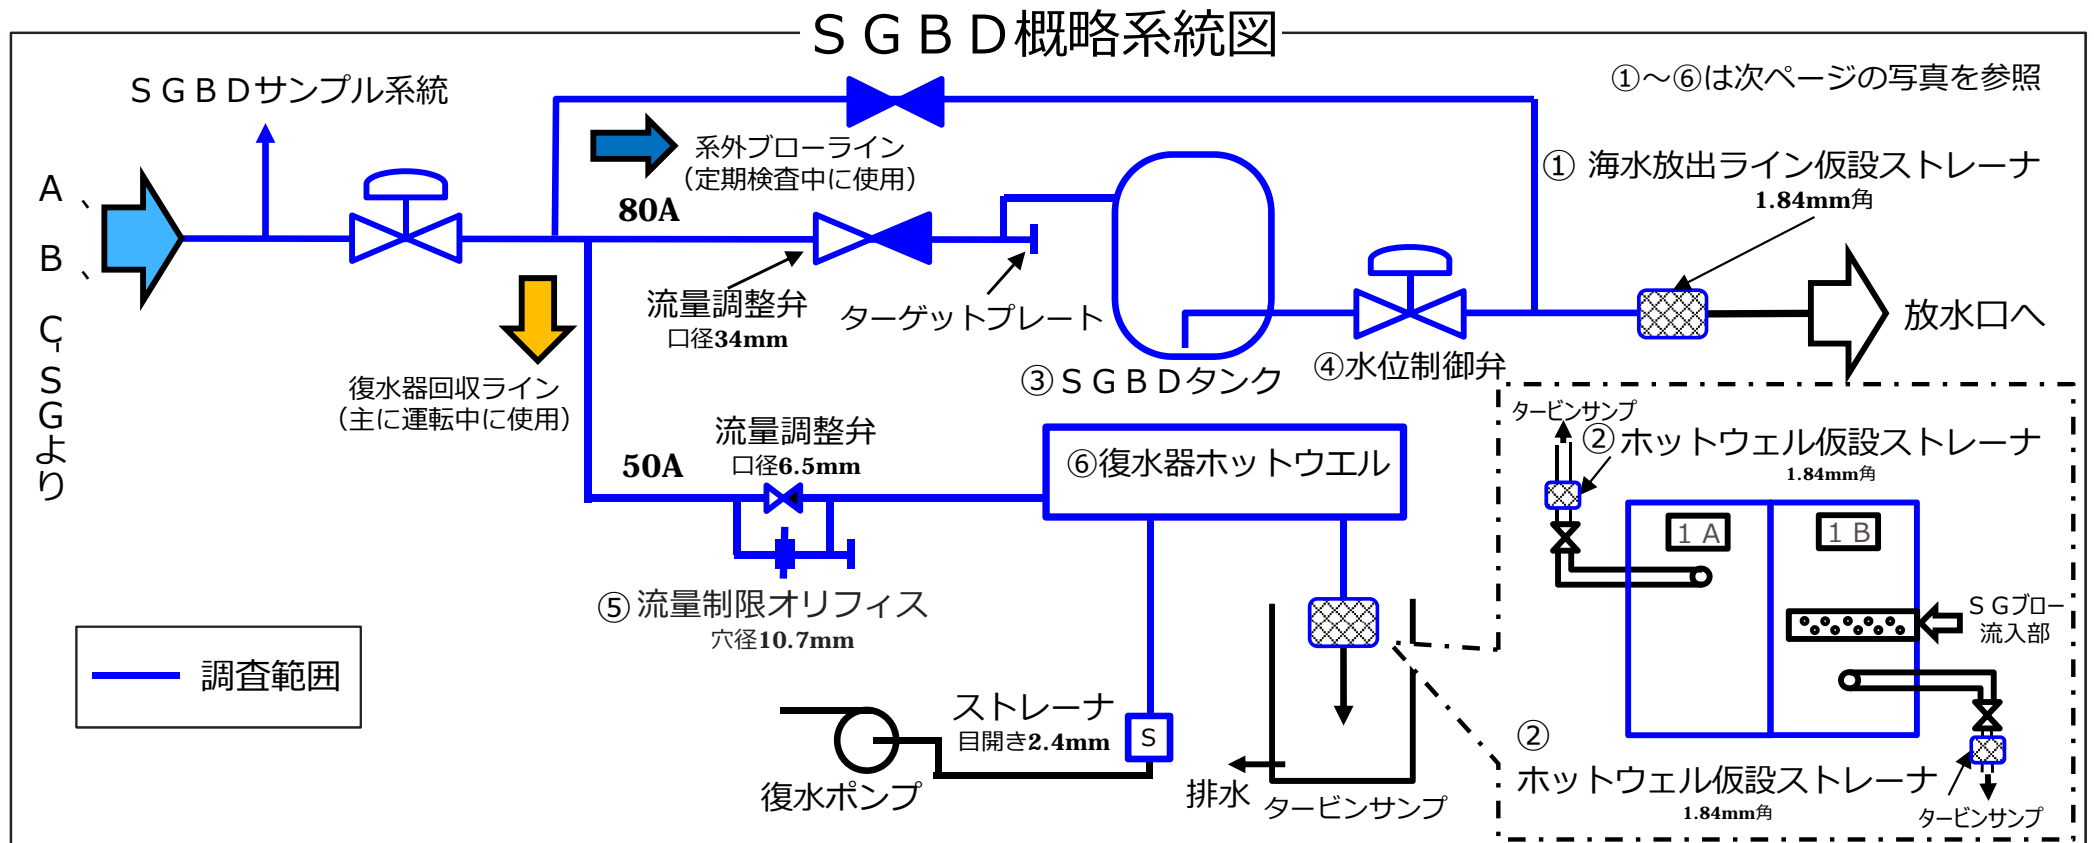 ＳＧＢＤ概略系統図
①～⑥は次ページの写真を参照
ＳＧＢＤサンプル系統
A、B、C-SGより
系外ブローライン
（定期検査中に使用）
80A
① 海水放出ライン仮設ストレーナ
1.84mm角
流量調整弁
口径34mm
ターゲットプレート
③ＳＧＢＤタンク
④水位制御弁
放水口へ
復水器回収ライン
（主に運転中に使用）
50A
流量調整弁
口径6.5mm
⑥復水器ホットウエル
⑤流量制限オリフィス
穴径10.7mm
調査範囲
ストレーナ
目開き2.4mm
S
復水ポンプ
排水
タービンサンプ
タービンサンプ
②ホットウェル仮設ストレーナ
1.84mm角
１Ａ
１Ｂ
ＳＧブロー
流入部
②
ホットウェル仮設ストレーナ
1.84mm角
タービンサンプ